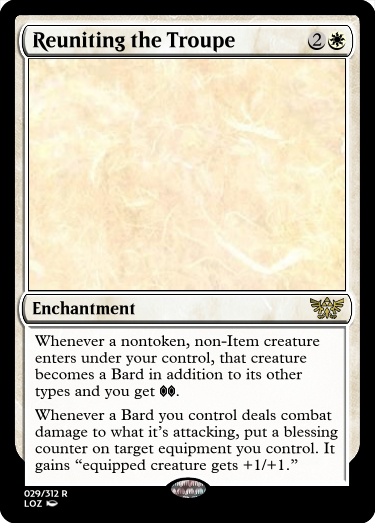 Reuniting the Troupe 2
Enchantment
Whenever a nontoken, non-Item creature
enters under your control, that creature
becomes a Bard in addition to its other
types and you get .
Whenever a Bard you control deals combat
damage to what it's attacking, put a blessing
counter on target equipment you control. It
gains “equipped creature gets +1/+1.”
029/312 R
LOZ